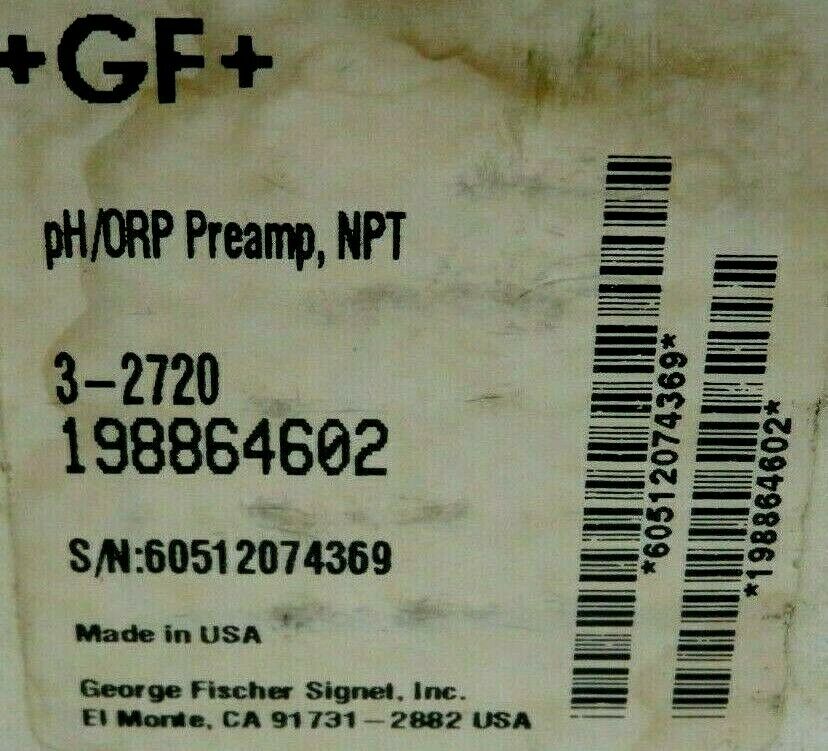 +GF+
pH/ORP Preamp, NPT
3-2720
198864602
S/N:60512074369
Made in USA
George Fischer Signet, Inc.
El Monte, CA 91731-2882 USA
*60512074369*
*198864602*